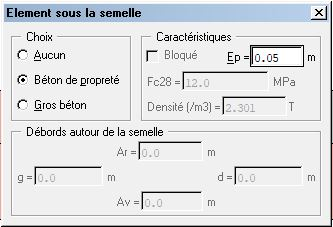 Element sous la semelle
Choix
Aucun
Béton de propreté
Gros béton
Caractéristiques
Bloqué
Ep = 0.05 m
Fc28 = 12.0 MPa
Densité (/m3) = 2.301 T
Débords autour de la semelle
Ar = 0.0 m
g = 0.0 m
d = 0.0 m
Av = 0.0 m